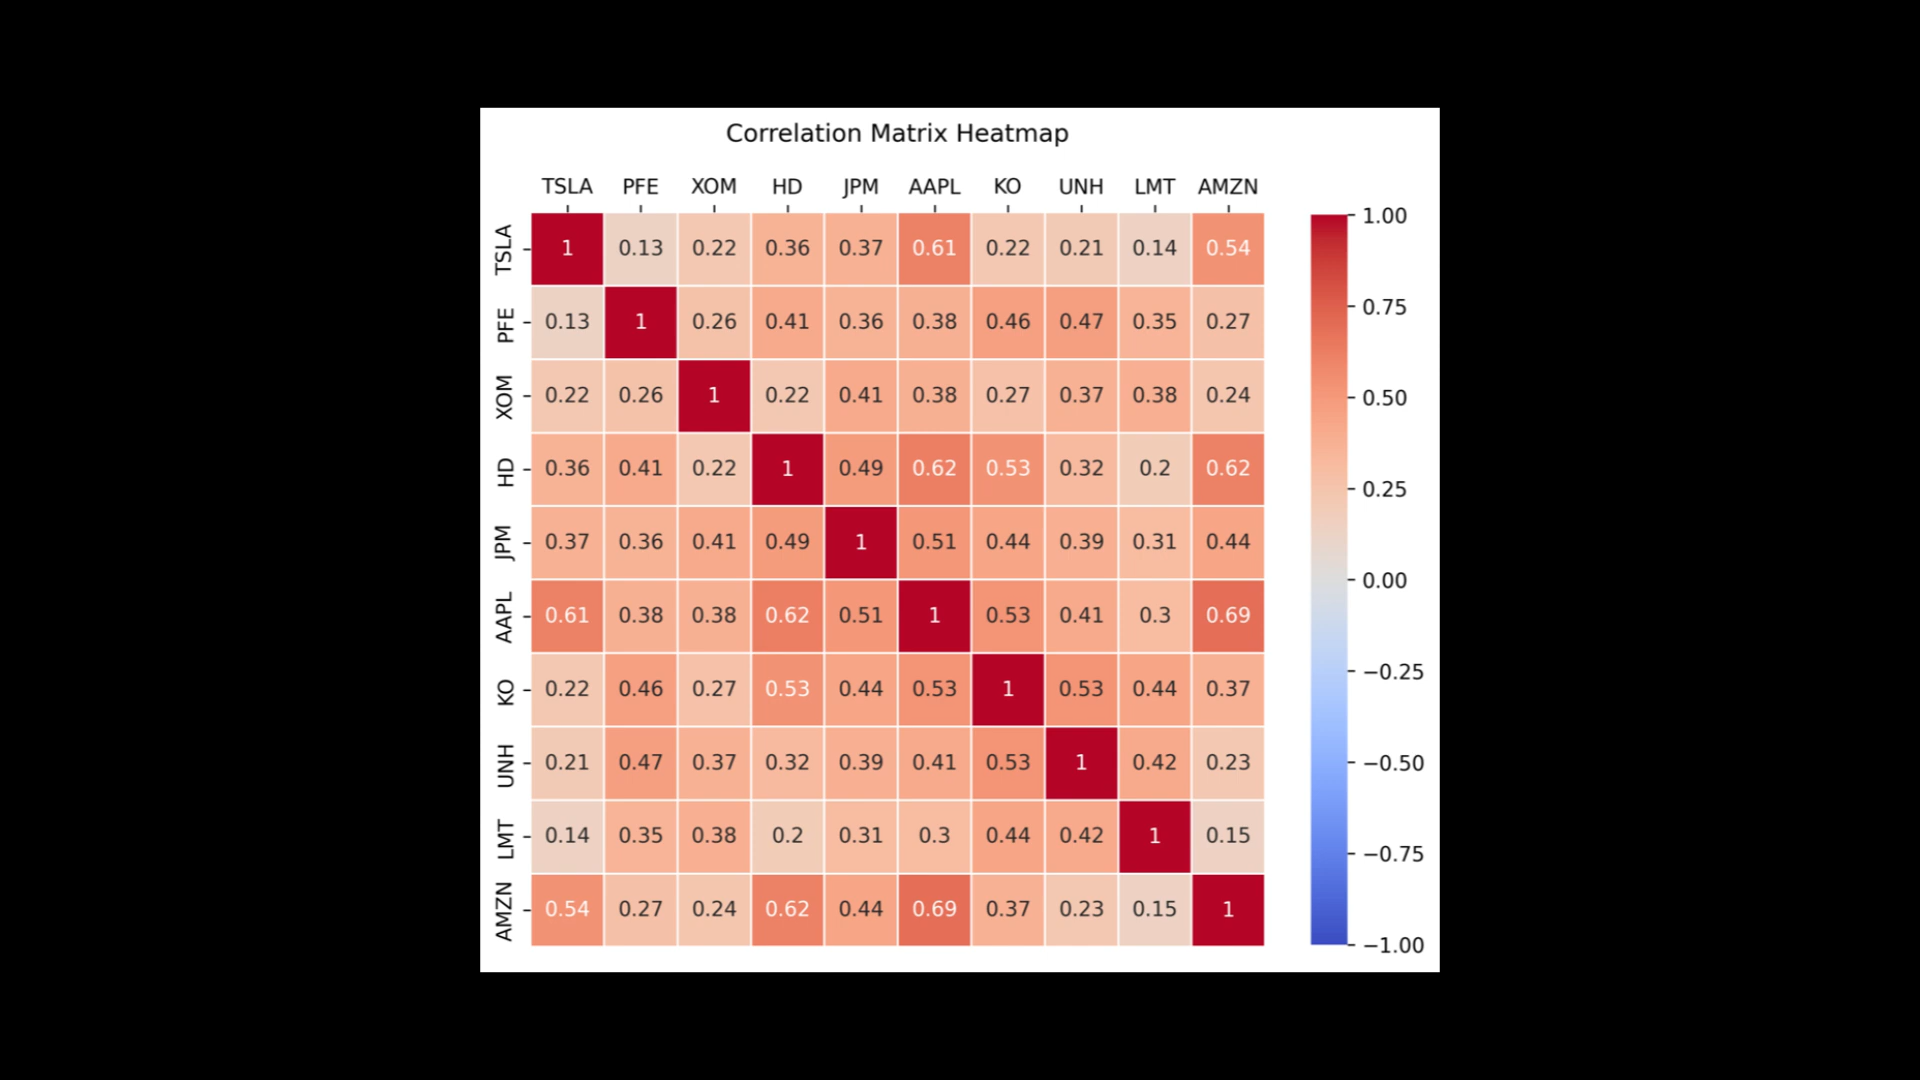 Correlation Matrix Heatmap
TSLA PFE XOM HD JPM AAPL KO UNH LMT AMZN
TSLA 1 0.13 0.22 0.36 0.37 0.61 0.22 0.21 0.14 0.54
PFE 0.13 1 0.26 0.41 0.36 0.38 0.46 0.47 0.35 0.27
XOM 0.22 0.26 1 0.22 0.41 0.38 0.27 0.37 0.38 0.24
HD 0.36 0.41 0.22 1 0.49 0.62 0.53 0.32 0.2 0.62
JPM 0.37 0.36 0.41 0.49 1 0.51 0.44 0.39 0.31 0.44
AAPL 0.61 0.38 0.38 0.62 0.51 1 0.53 0.41 0.3 0.69
KO 0.22 0.46 0.27 0.53 0.44 0.53 1 0.53 0.44 0.37
UNH 0.21 0.47 0.37 0.32 0.39 0.41 0.53 1 0.42 0.23
LMT 0.14 0.35 0.38 0.2 0.31 0.3 0.44 0.42 1 0.15
AMZN 0.54 0.27 0.24 0.62 0.44 0.69 0.37 0.23 0.15 1
1.00
0.75
0.50
0.25
0.00
−0.25
−0.50
−0.75
−1.00